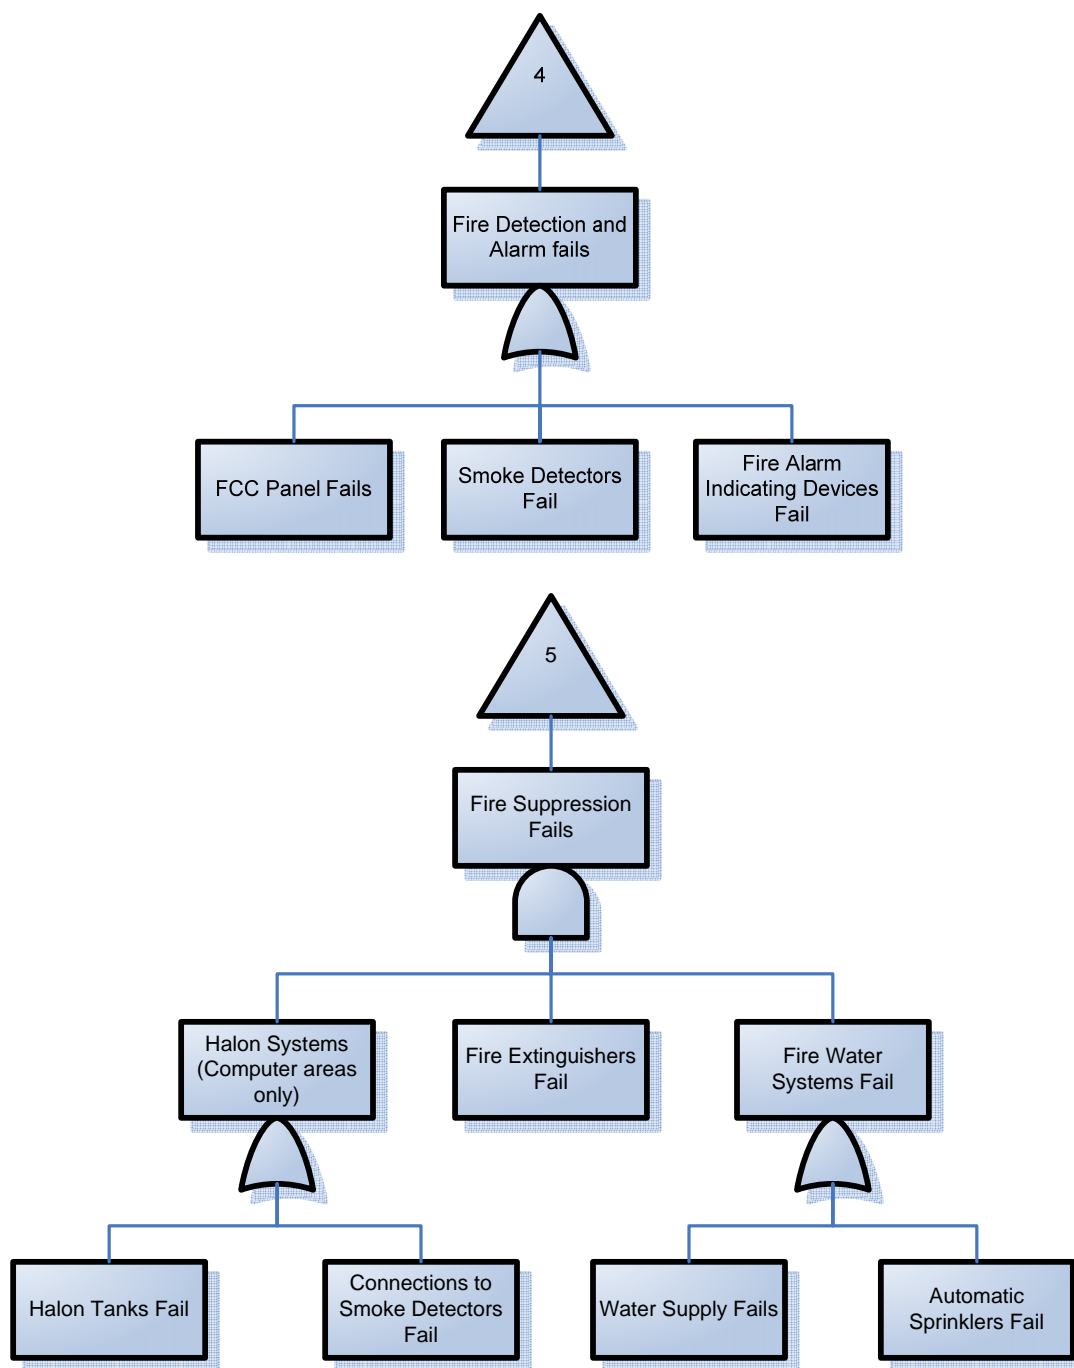 4
Fire Detection and
Alarm fails
FCC Panel Fails
Smoke Detectors
Fail
Fire Alarm
Indicating Devices
Fail
5
Fire Suppression
Fails
Halon Systems
(Computer areas
only)
Fire Extinguishers
Fail
Fire Water
Systems Fail
Halon Tanks Fail
Connections to
Smoke Detectors
Fail
Water Supply Fails
Automatic
Sprinklers Fail